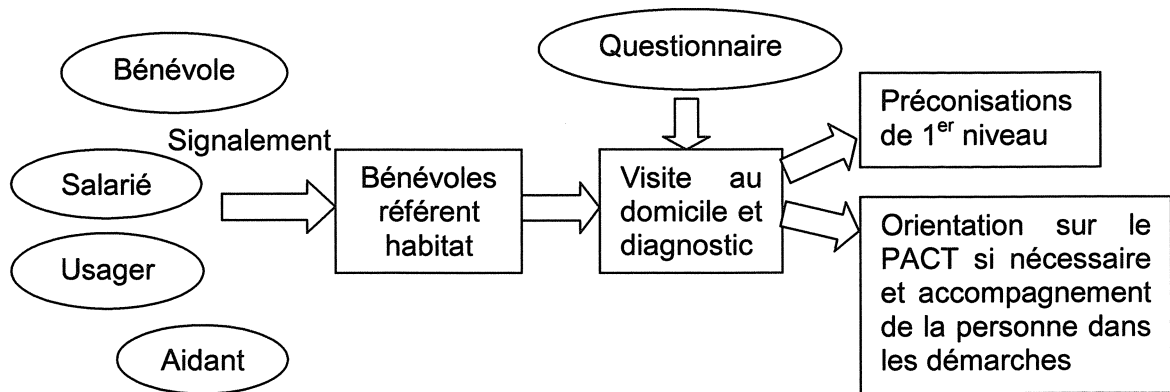 Bénévole
Signalement
Salarié
Usager
Aidant
Bénévoles
référent
habitat
Questionnaire
Visite au
domicile et
diagnostic
Préconisations
de 1er niveau
Orientation sur le
PACT si nécessaire
et accompagnement
de la personne dans
les démarches